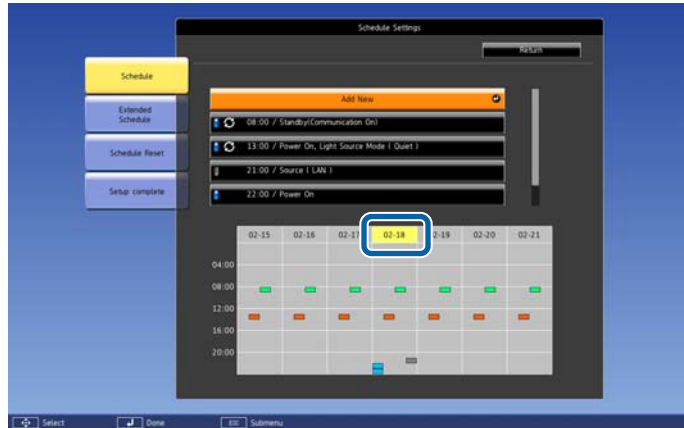 Schedule Settings
Return
Schedule
Extended
Schedule
Schedule Reset
Setup complete
Add New
08:00 / Standby(Communication On)
13:00 / Power On, Light Source Mode ( Quiet )
21:00 / Source ( LAN )
22:00 / Power On
02-15 02-16 02-17 02-18 2-19 02-20 02-21
04:00
08:00
12:00
16:00
20:00
Select Done Esc Submenu